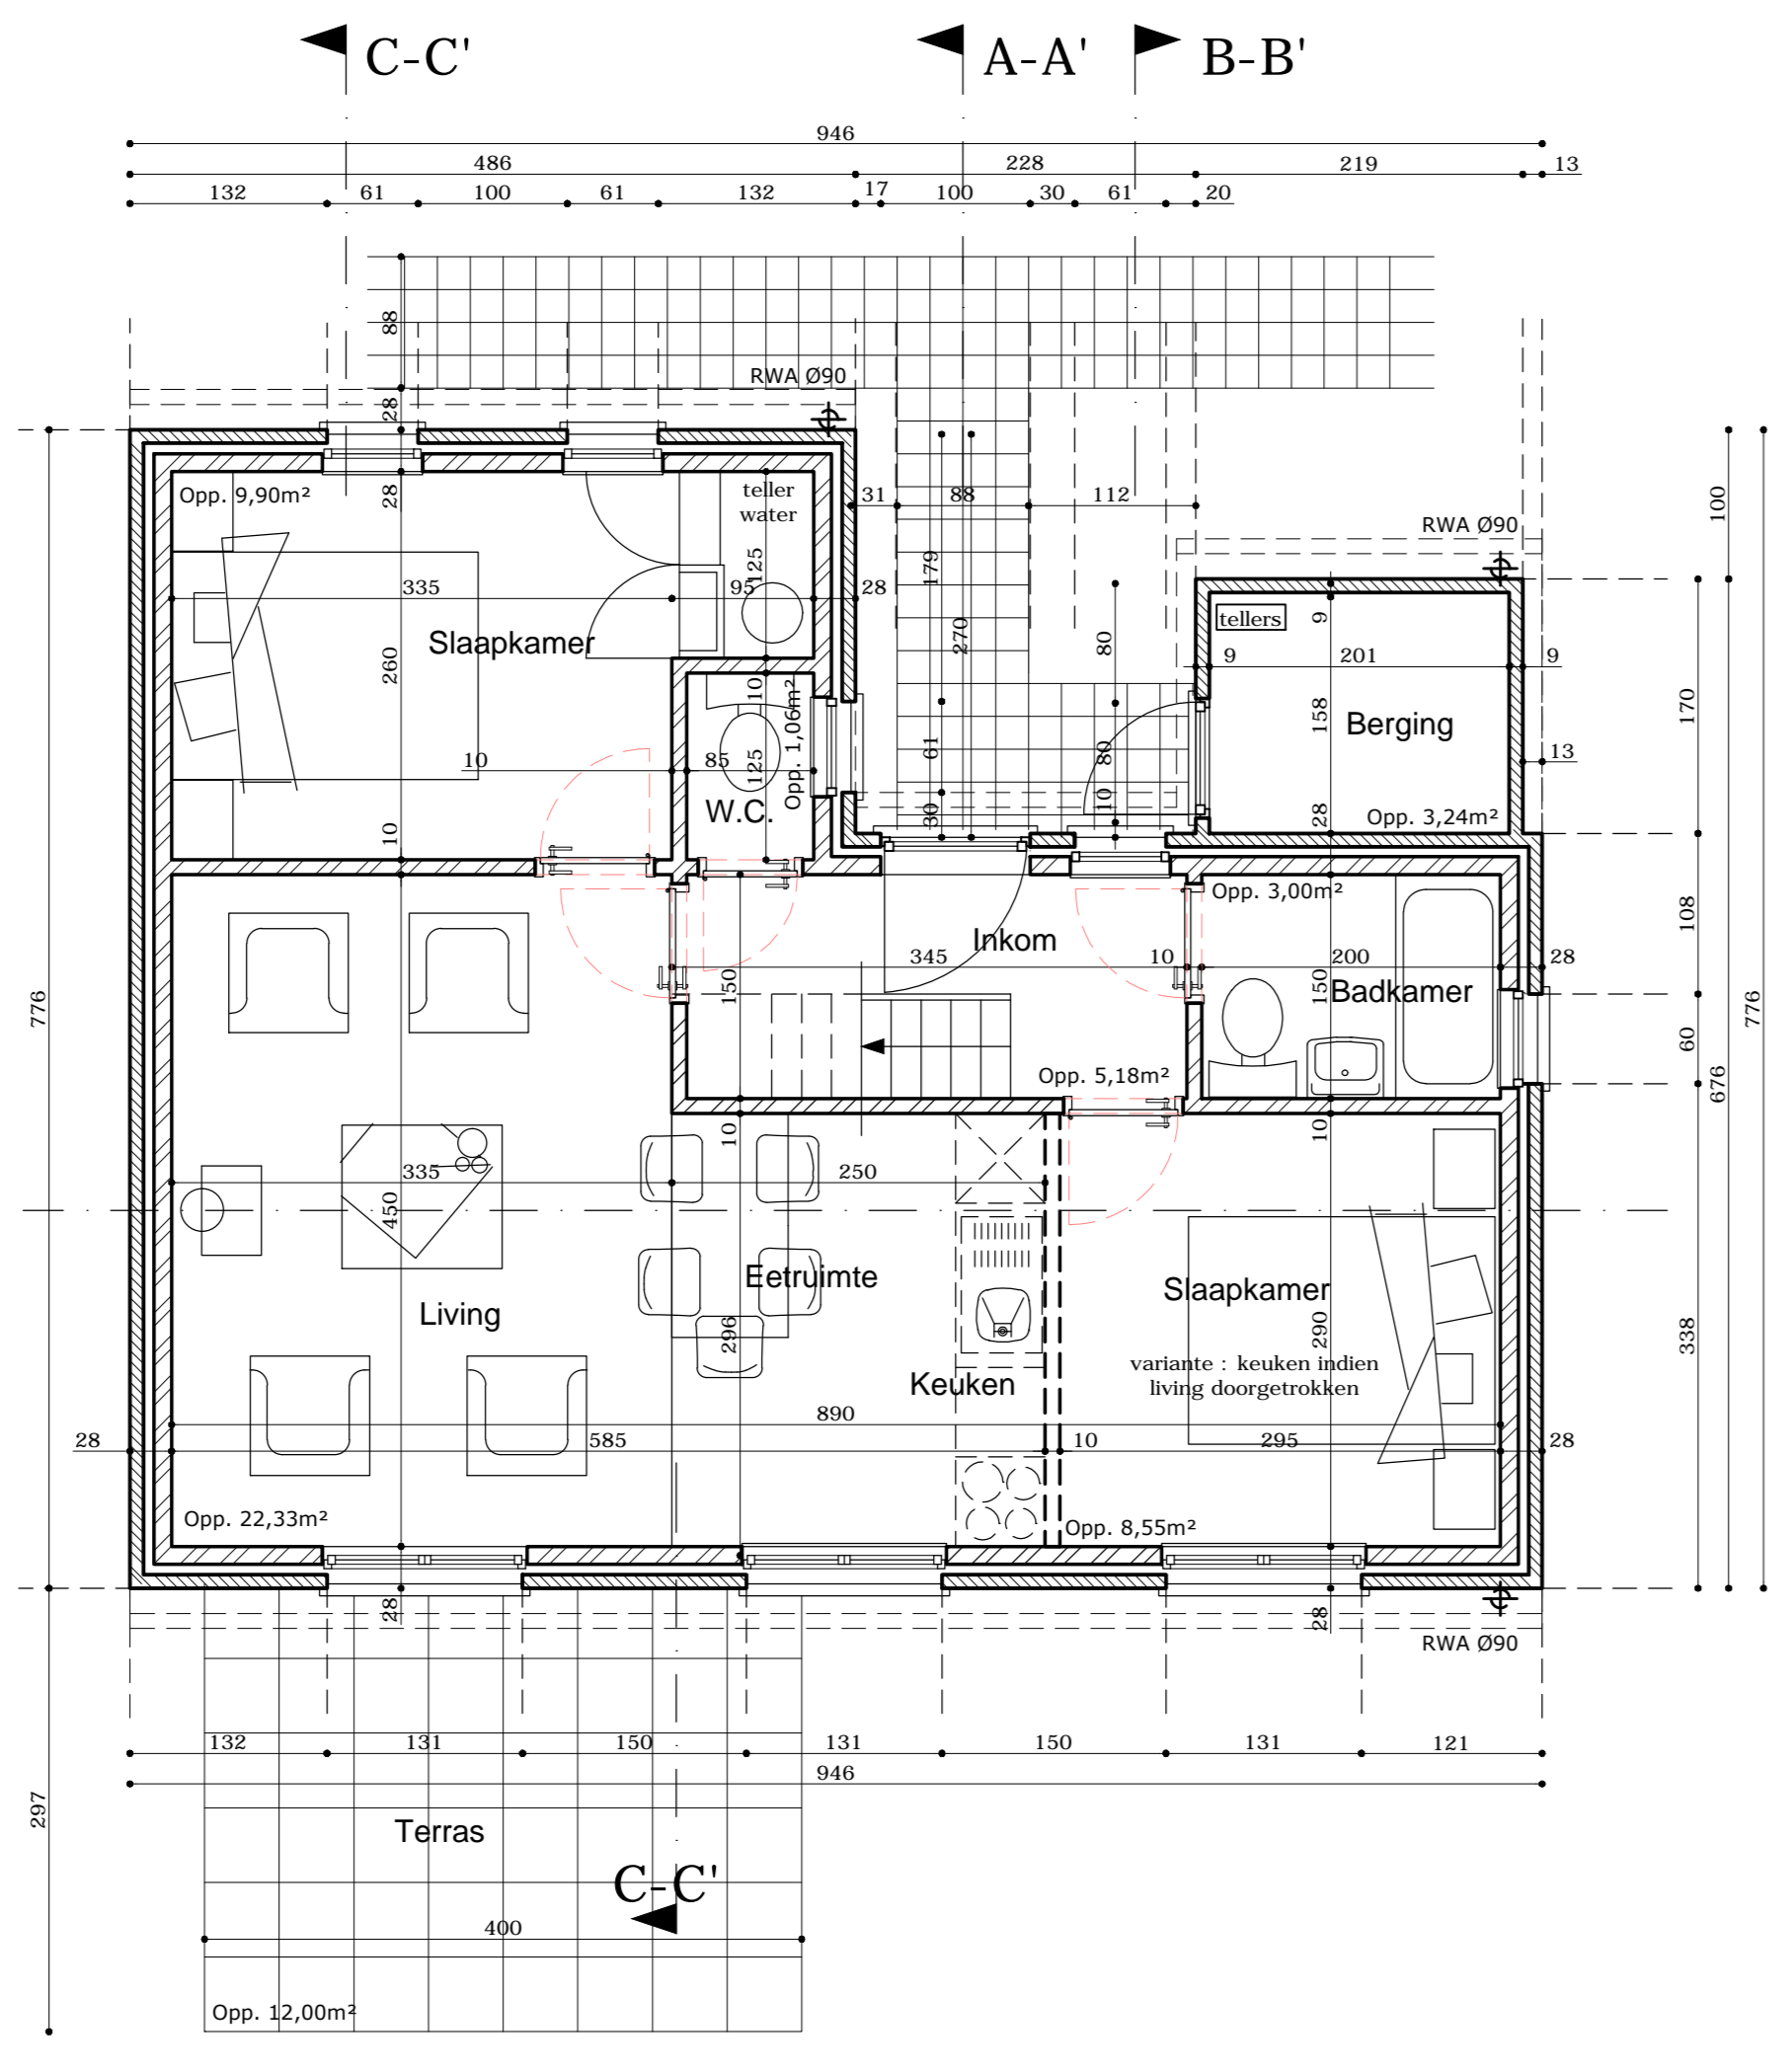 C-C'
A-A'
B-B'
946
486
228
219
13
132
61
100
61
132
17
100
30
61
20
88
RWA Ø90
28
Opp. 9,90m²
28
teller
water
31
88
112
RWA Ø90
100
125
179
335
95
28
270
80
9
tellers
Slaapkamer
260
9
201
9
10
Opp. 1,06m²
158
Berging
170
10
85
125
61
80
13
W.C.
30
10
28
Opp. 3,24m²
10
Opp. 3,00m²
108
Inkom
345
10
200
28
150
150
Badkamer
776
776
60
Opp. 5,18m²
676
10
10
335
250
450
Eetruimte
Slaapkamer
Living
296
290
338
variante : keuken indien
living doorgetrokken
Keuken
890
28
585
10
295
28
Opp. 22,33m²
Opp. 8,55m²
28
28
RWA Ø90
132
131
150
131
150
131
121
946
297
Terras
C-C'
400
Opp. 12,00m²